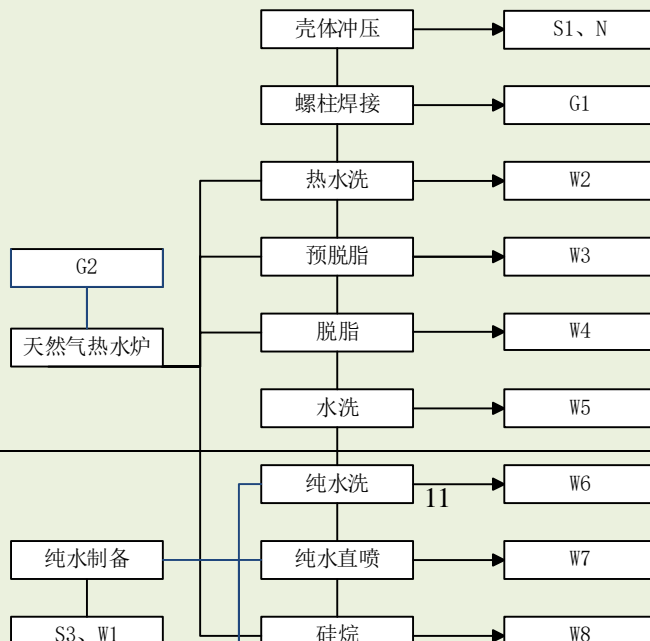 壳体冲压
S1、N
螺柱焊接
G1
热水洗
W2
预脱脂
W3
G2
脱脂
W4
天然气热水炉
水洗
W5
纯水洗
11
W6
纯水制备
纯水直喷
W7
S3、W1
硅烷
W8